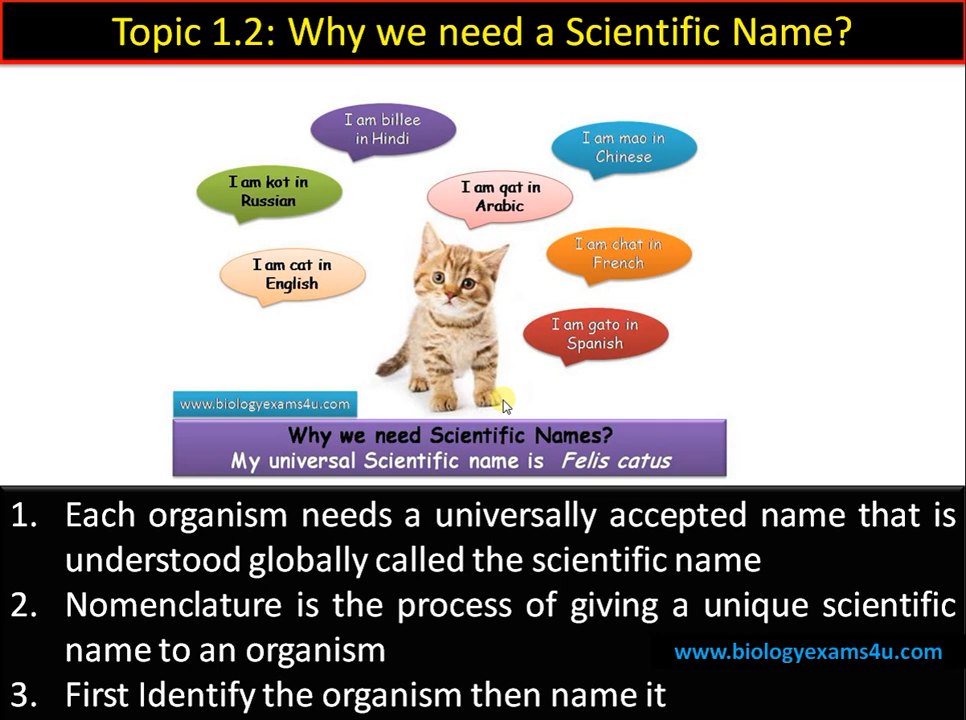 Topic 1.2: Why we need a Scientific Name?
I am billee
in Hindi
I am mao in
Chinese
I am kot in
Russian
I am qat in
Arabic
I am chat in
French
I am cat in
English
I am gato in
Spanish
www.biologyexams4u.com
Why we need Scientific Names?
My universal Scientific name is Felis catus
1. Each organism needs a universally accepted name that is
understood globally called the scientific name
2. Nomenclature is the process of giving a unique scientific
name to an organism
www.biologyexams4u.com
3. First Identify the organism then name it